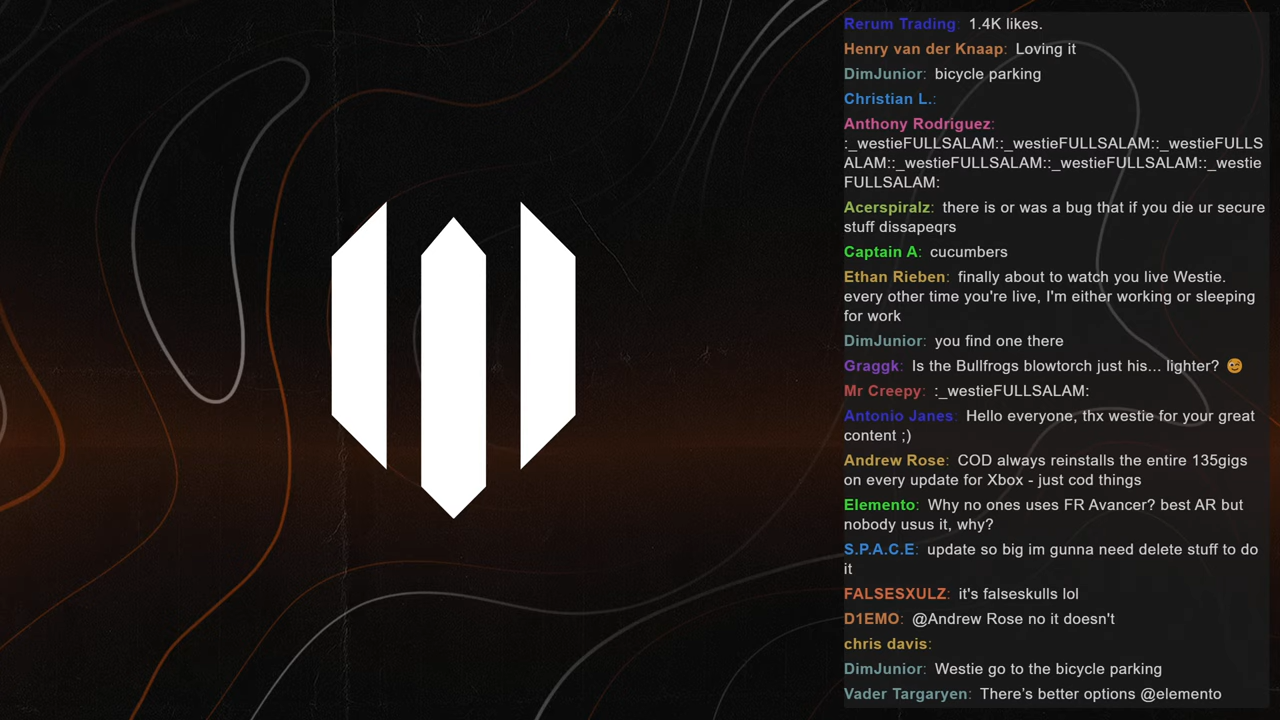 Rerum Trading: 1.4K likes.
Henry van der Knaap: Loving it
DimJunior: bicycle parking
Christian L.:
Anthony Rodriguez:
:_westieFULLSALAM::_westieFULLSALAM::_westieFULLS
ALAM::_westieFULLSALAM::_westieFULLSALAM::_westie
FULLSALAM:
Acerspiralz: there is or was a bug that if you die ur secure
stuff dissapeqrs
Captain A: cucumbers
Ethan Rieben: finally about to watch you live Westie.
every other time you're live, I'm either working or sleeping
for work
DimJunior: you find one there
Graggk: Is the Bullfrogs blowtorch just his... lighter? 😊
Mr Creepy: :_westieFULLSALAM:
Antonio Janes: Hello everyone, thx westie for your great
content ;)
Andrew Rose: COD always reinstalls the entire 135gigs
on every update for Xbox - just cod things
Elemento: Why no ones uses FR Avancer? best AR but
nobody usus it, why?
S.P.A.C.E: update so big im gunna need delete stuff to do
it
FALSESXULZ: it's falseskulls lol
D1EMO: @Andrew Rose no it doesn't
chris davis:
DimJunior: Westie go to the bicycle parking
Vader Targaryen: There's better options @elemento